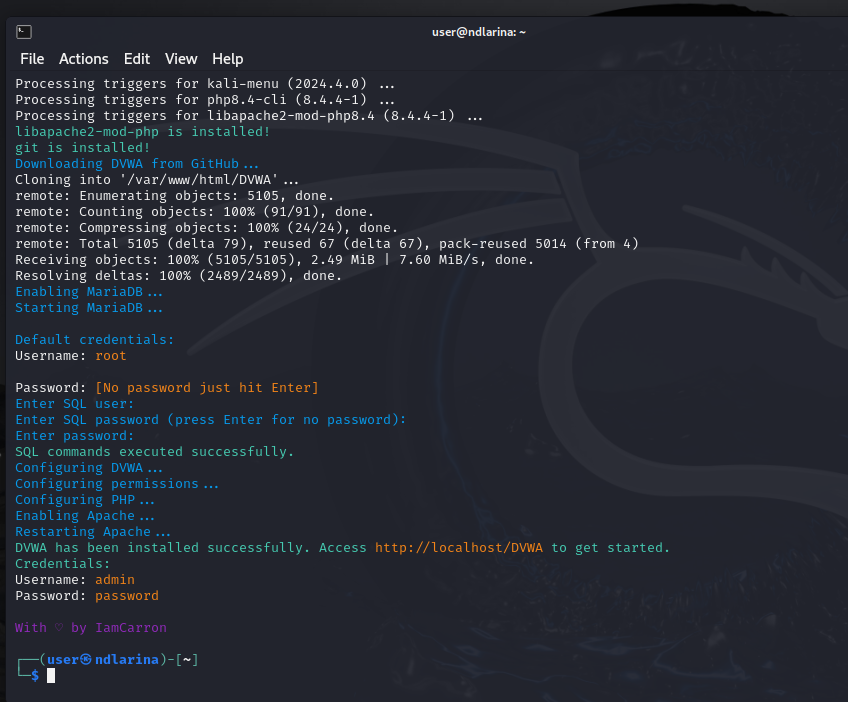 user@ndlarina: ~
File Actions Edit View Help
Processing triggers for kali-menu (2024.4.0) ...
Processing triggers for php8.4-cli (8.4.4-1) ...
Processing triggers for libapache2-mod-php8.4 (8.4.4-1) ...
libapache2-mod-php is installed!
git is installed!
Downloading DVWA from GitHub...
Cloning into '/var/www/html/DVWA'...
remote: Enumerating objects: 5105, done.
remote: Counting objects: 100% (91/91), done.
remote: Compressing objects: 100% (24/24), done.
remote: Total 5105 (delta 79), reused 67 (delta 67), pack-reused 5014 (from 4)
Receiving objects: 100% (5105/5105), 2.49 MiB | 7.60 MiB/s, done.
Resolving deltas: 100% (2489/2489), done.
Enabling MariaDB...
Starting MariaDB...
Default credentials:
Username: root
Password: [No password just hit Enter]
Enter SQL user:
Enter SQL password (press Enter for no password):
Enter password:
SQL commands executed successfully.
Configuring DVWA...
Configuring permissions...
Configuring PHP...
Enabling Apache...
Restarting Apache...
DVWA has been installed successfully. Access http://localhost/DVWA to get started.
Credentials:
Username: admin
Password: password
With ♡ by IamCarron
┌──(user㉿ndlarina)-[~]
└─$